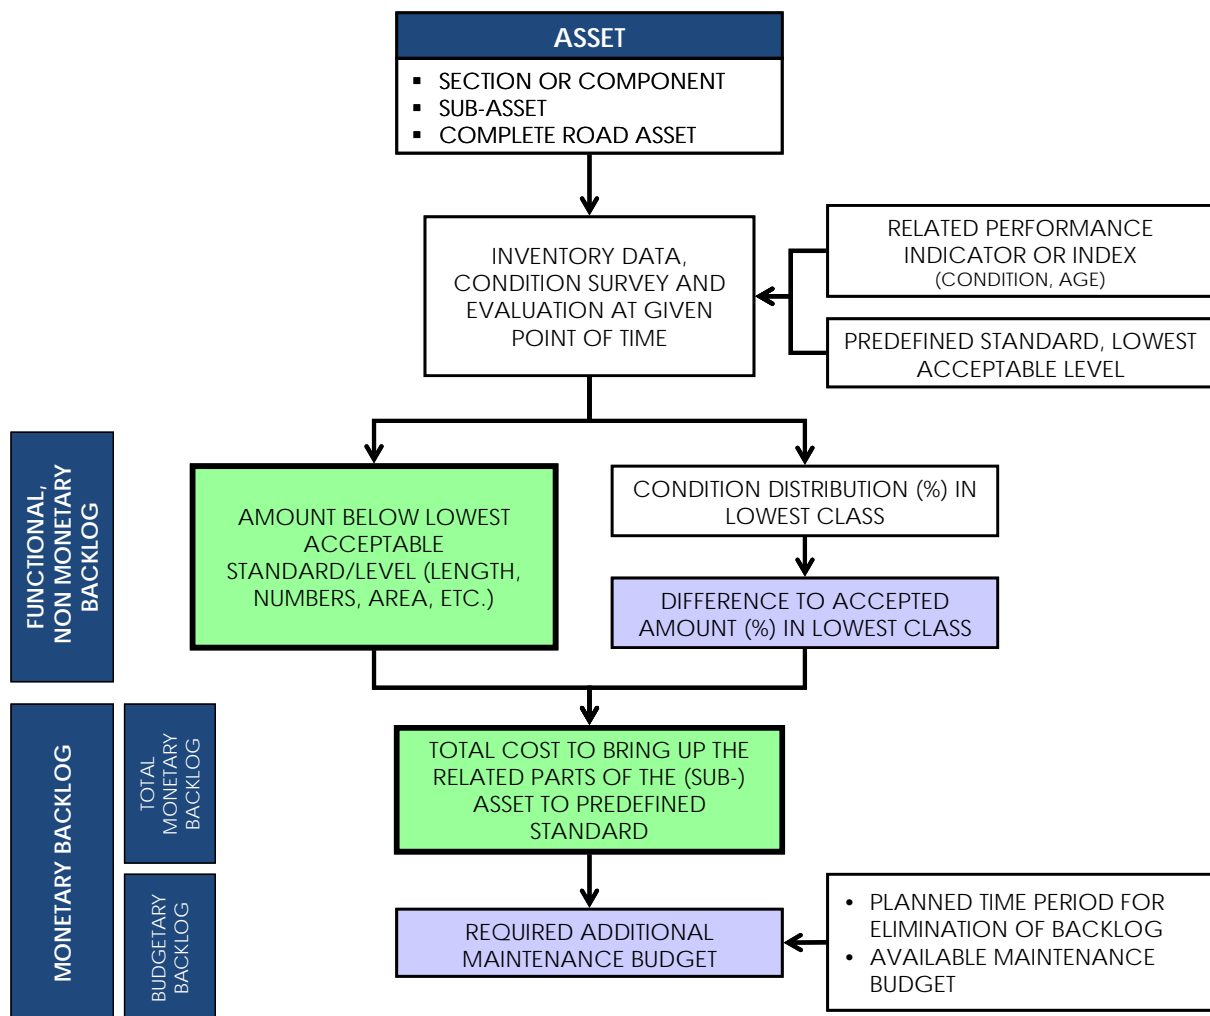 ASSET
▪ SECTION OR COMPONENT
▪ SUB-ASSET
▪ COMPLETE ROAD ASSET
INVENTORY DATA,
CONDITION SURVEY AND
EVALUATION AT GIVEN
POINT OF TIME
RELATED PERFORMANCE
INDICATOR OR INDEX
(CONDITION, AGE)
PREDEFINED STANDARD, LOWEST
ACCEPTABLE LEVEL
FUNCTIONAL,
NON MONETARY
BACKLOG
AMOUNT BELOW LOWEST
ACCEPTABLE
STANDARD/LEVEL (LENGTH,
NUMBERS, AREA, ETC.)
CONDITION DISTRIBUTION (%) IN
LOWEST CLASS
DIFFERENCE TO ACCEPTED
AMOUNT (%) IN LOWEST CLASS
MONETARY BACKLOG
TOTAL
MONETARY
BACKLOG
TOTAL COST TO BRING UP THE
RELATED PARTS OF THE (SUB-)
ASSET TO PREDEFINED
STANDARD
BUDGETARY
BACKLOG
REQUIRED ADDITIONAL
MAINTENANCE BUDGET
• PLANNED TIME PERIOD FOR
ELIMINATION OF BACKLOG
• AVAILABLE MAINTENANCE
BUDGET